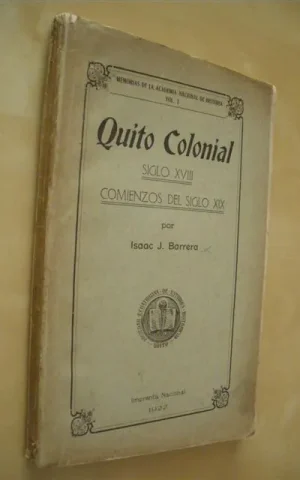 MEMORIAS DE LA ACADEMIA NACIONAL DE HISTORIA
VOL. I
Quito Colonial
SIGLO XVIII
COMIENZOS DEL SIGLO XIX
por
Isaac J. Barrera
Imprenta Nacional